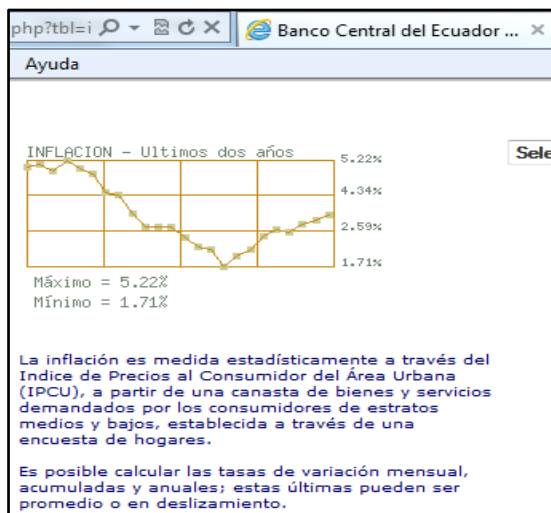 php?tbl=i
Banco Central del Ecuador ...
Ayuda
INFLACION - Ultimos dos años
5.22%
Sele
4.34%
2.59%
1.71%
Máximo = 5.22%
Mínimo = 1.71%
La inflación es medida estadísticamente a través del
Indice de Precios al Consumidor del Área Urbana
(IPCU), a partir de una canasta de bienes y servicios
demandados por los consumidores de estratos
medios y bajos, establecida a través de una
encuesta de hogares.
Es posible calcular las tasas de variación mensual,
acumuladas y anuales; estas últimas pueden ser
promedio o en deslizamiento.